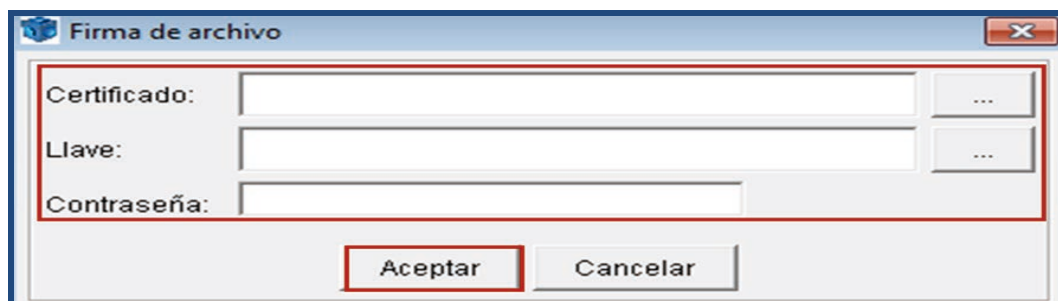 Firma de archivo
Certificado: ...
Llave: ...
Contraseña:
Aceptar Cancelar